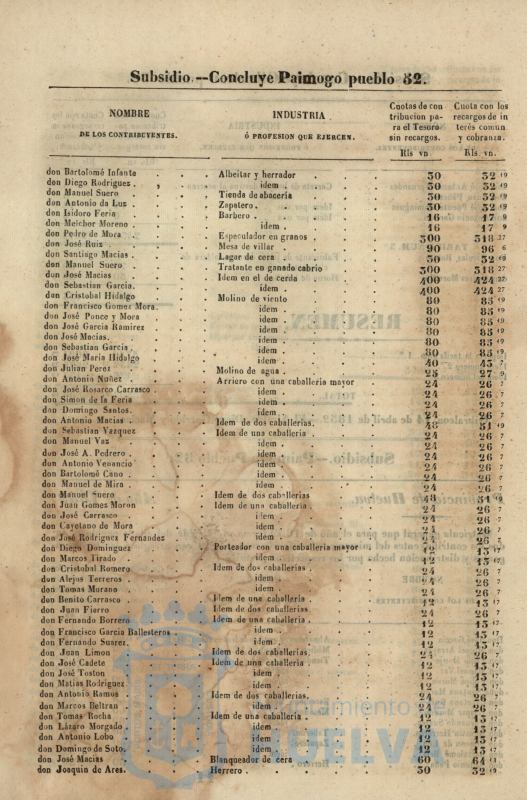 Subsidio.--Concluye Paimogo pueblo 52.
NOMBRE
DE LOS CONTRIBUYENTES.
INDUSTRIA
Ó PROFESION QUE EJERCEN.
Cuotas de con
tribucion pa-
ra el Tesoro
sin recargos.
Rls vn.
Cuota con los
recargos de in
terés comun
y cobranza.
Rls. vn.
don Bartolomé Infante Albeitar y herrador 30 32 19
don Diego Rodriguez idem 30 32 19
don Manuel Suero Tienda de abaceria 30 32 19
don Antonio da Luz Zapatero 30 32 19
don Isidoro Feria Barbero 16 17 9
don Melchor Moreno idem 16 17 9
don Pedro de Mora Especulador en granos 300 318 27
don José Ruiz Mesa de villar 90 96 6
don Santiago Macias Lagar de cera 30 32 19
don Manuel Suero Tratante en ganado cabrio 300 318 27
don José Macias Idem en el de cerda 400 424 27
don Sebastian Garcia. idem 400 424 27
don Cristobal Hidalgo Molino de viento 80 85 19
don Francisco Gomez Mora. idem 80 85 19
don José Ponce y Mora idem 80 85 19
don José Garcia Ramirez idem 80 85 19
don José Macias. idem 80 85 19
don Sebastian Garcia idem 80 85 19
don José Maria Hidalgo idem 40 43 7
don Julian Perez Molino de agua 25 27 9
don Antonio Nuñez Arriero con una caballeria mayor 24 26 7
don José Rosarco Carrasco idem 24 26 7
don Simon de la Feria idem 24 26 7
don Domingo Santos. idem 24 26 7
don Antonio Macias Idem de dos caballerias. 48 51 19
don Sebastian Vazquez Idem de una caballeria 24 26 7
don Manuel Vaz idem 24 26 7
don José A. Pedrero idem 24 26 7
don Antonio Venancio idem 24 26 7
don Bartolomé Cano idem 24 26 7
don Manuel de Mira idem 24 26 7
don Manuel Suero Idem de dos caballerias 48 51 19
don Juan Gomez Moron Idem de una caballeria 24 26 7
don José Carrasco idem 24 26 7
don Cayetano de Mora idem 24 26 7
don José Rodriguez Fernandez idem 24 26 7
don Diego Dominguez Porteador con una caballeria mayor 12 13 17
don Marcos Tirado idem 12 13 17
don Cristobal Romero Idem de dos caballerias 24 26 7
don Alejos Terreros idem 24 26 7
don Tomas Murano idem 24 26 7
don Benito Carrasco Idem de una caballeria 12 13 17
don Juan Fierro Idem de dos caballerias 24 26 7
don Fernando Borrero Idem de una caballeria 12 13 17
don Francisco Garcia Ballesteros idem 12 13 17
don Fernando Suarez idem 12 13 17
don Juan Limon Idem de dos caballerias 24 26 7
don José Cadete Idem de una caballeria 12 13 17
don José Toston idem 12 13 17
don Matias Rodriguez idem 12 13 17
don Antonio Ramos Idem de dos caballerias. 24 26 7
don Marcos Beltran idem 24 26 7
don Tomas Rocha Idem de una caballeria 12 13 17
don Lázaro Morgado idem 12 13 17
don Antonio Lobo idem 12 13 17
don Domingo de Soto. idem 12 13 17
don José Macias Blanqueador de cera 60 64
don Joaquin de Ares. Herrero 30 32 19
HUELVA